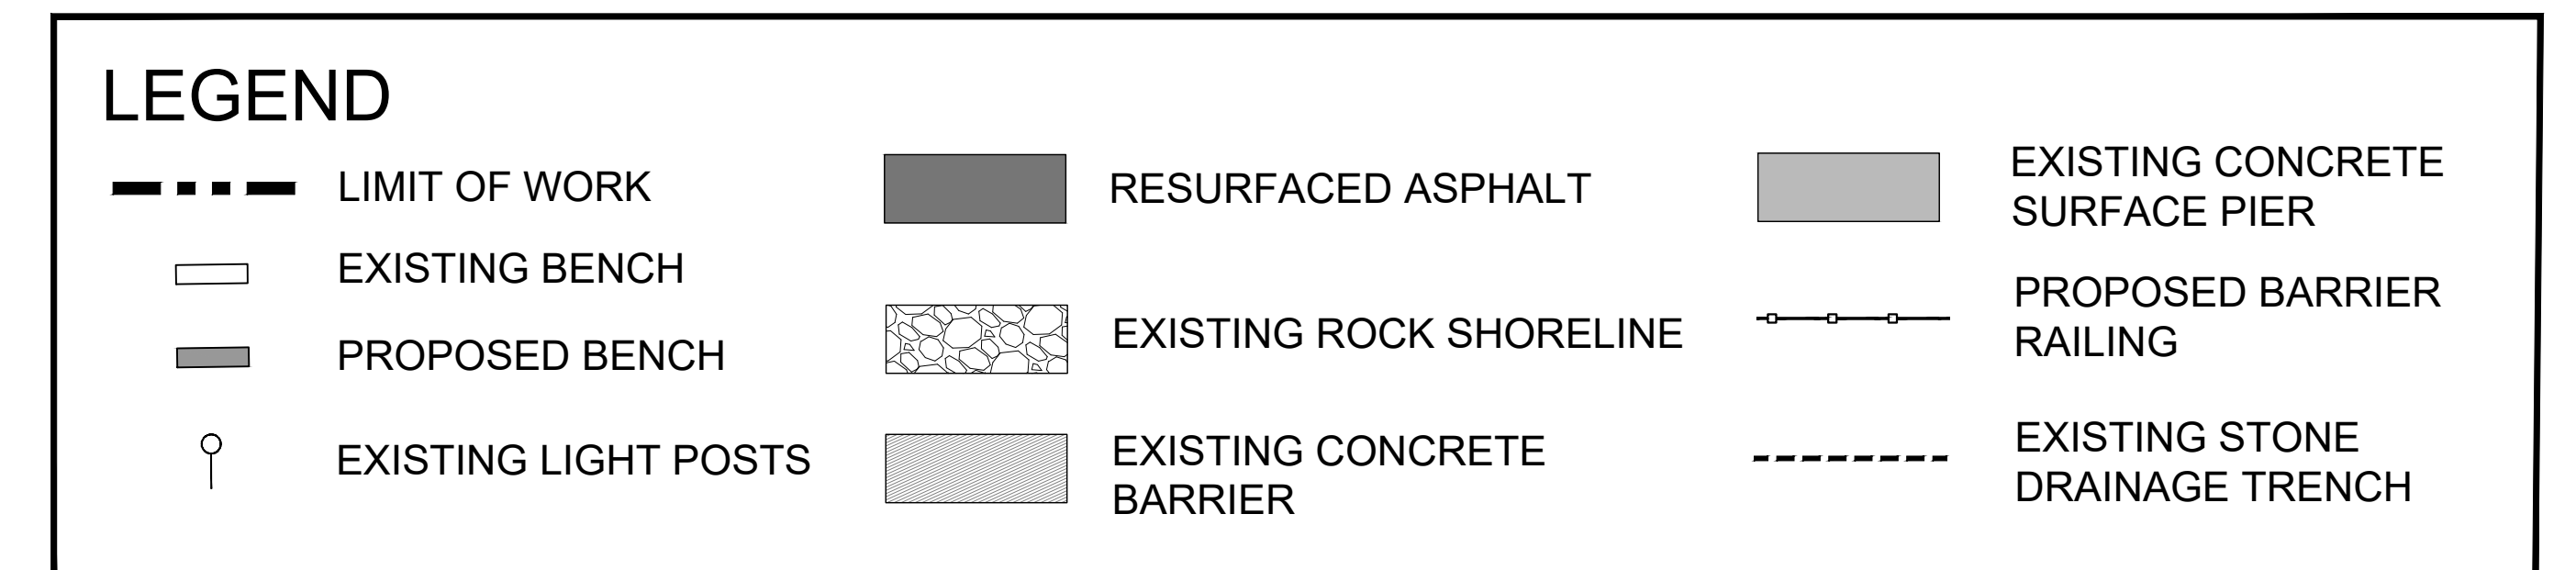 LEGEND
LIMIT OF WORK
EXISTING BENCH
PROPOSED BENCH
EXISTING LIGHT POSTS
RESURFACED ASPHALT
EXISTING ROCK SHORELINE
EXISTING CONCRETE
BARRIER
EXISTING CONCRETE
SURFACE PIER
PROPOSED BARRIER
RAILING
EXISTING STONE
DRAINAGE TRENCH